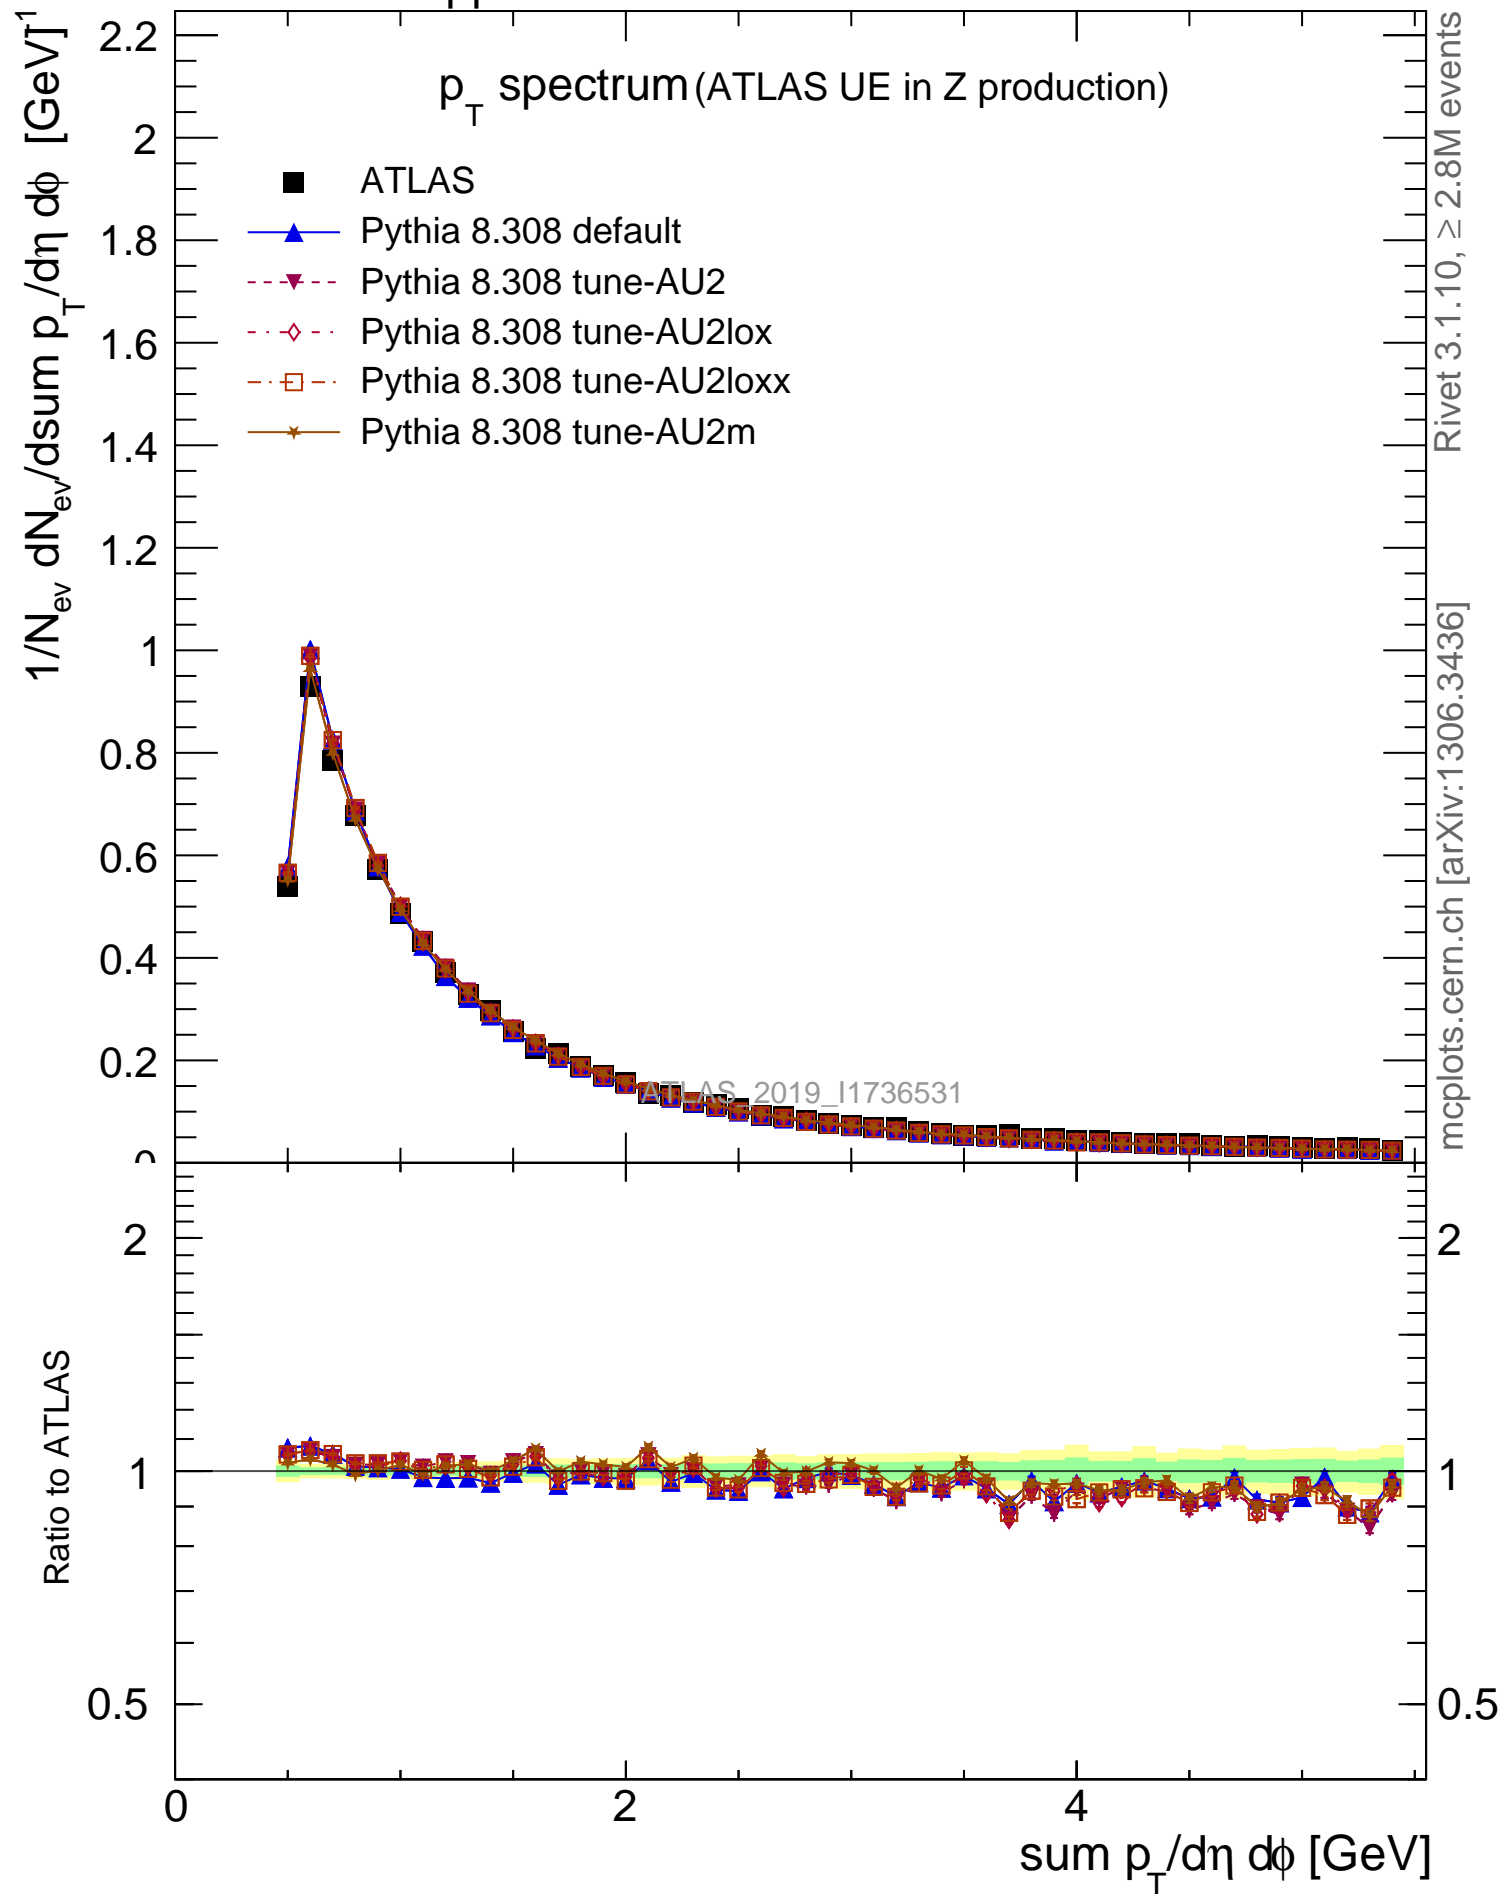 p_T spectrum (ATLAS UE in Z production)
ATLAS
Pythia 8.308 default
Pythia 8.308 tune-AU2
Pythia 8.308 tune-AU2lox
Pythia 8.308 tune-AU2loxx
Pythia 8.308 tune-AU2m
1/N_ev dN_ev/dsum p_T/dη dϕ [GeV]^-1
2.2
2
1.8
1.6
1.4
1.2
1
0.8
0.6
0.4
0.2
0
ATLAS_2019_I1736531
Rivet 3.1.10, ≥ 2.8M events
mcplots.cern.ch [arXiv:1306.3436]
Ratio to ATLAS
2
1
0.5
2
1
0.5
0
2
4
sum p_T/dη dϕ [GeV]